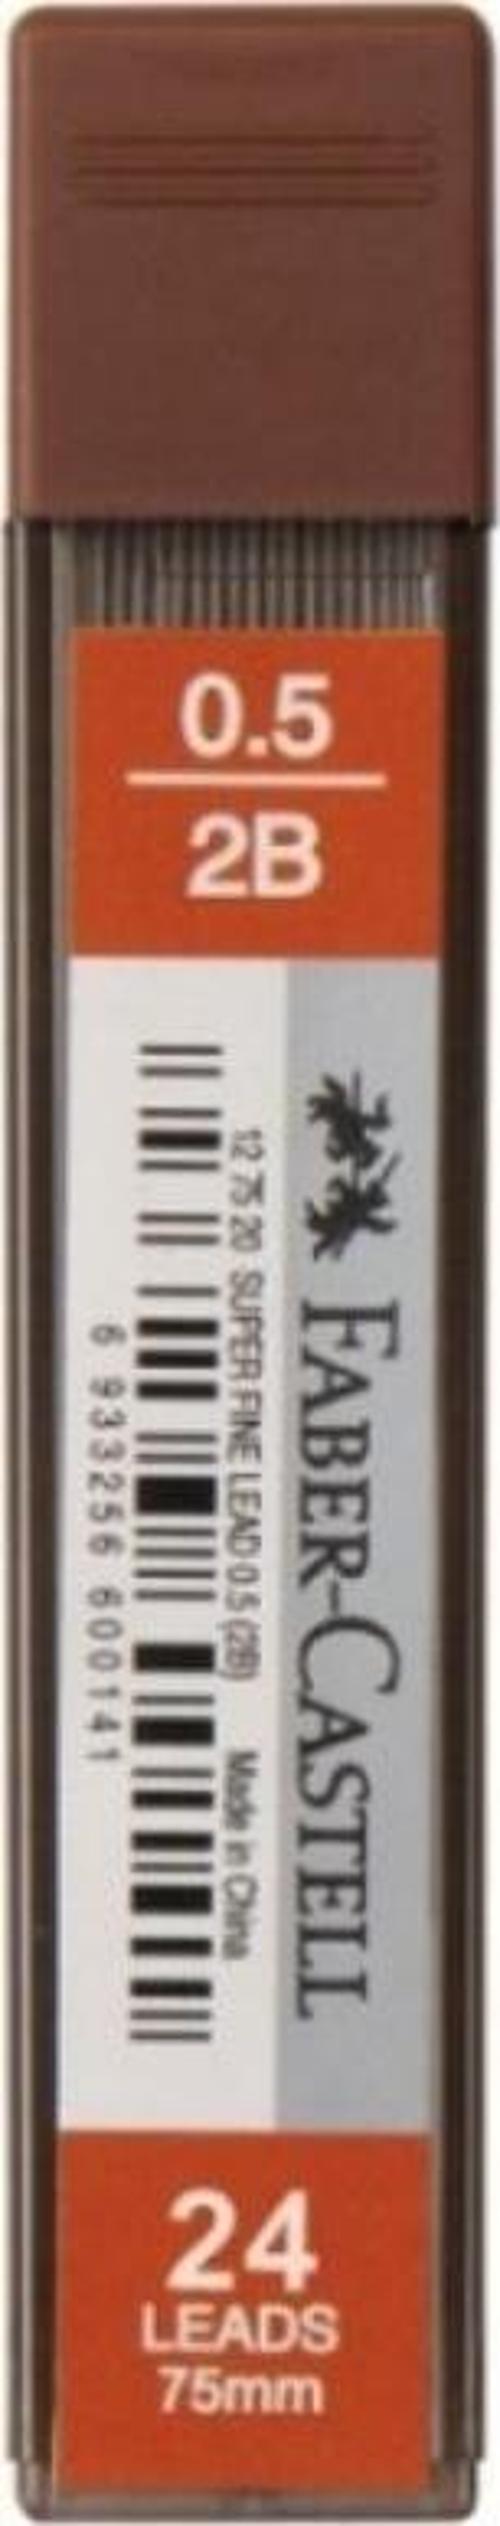 0.5
2B
FABER-CASTELL
12 75 20 SUPER FINE LEAD 0.5 (2B) Made in China
6 933256 600141
24
LEADS
75mm